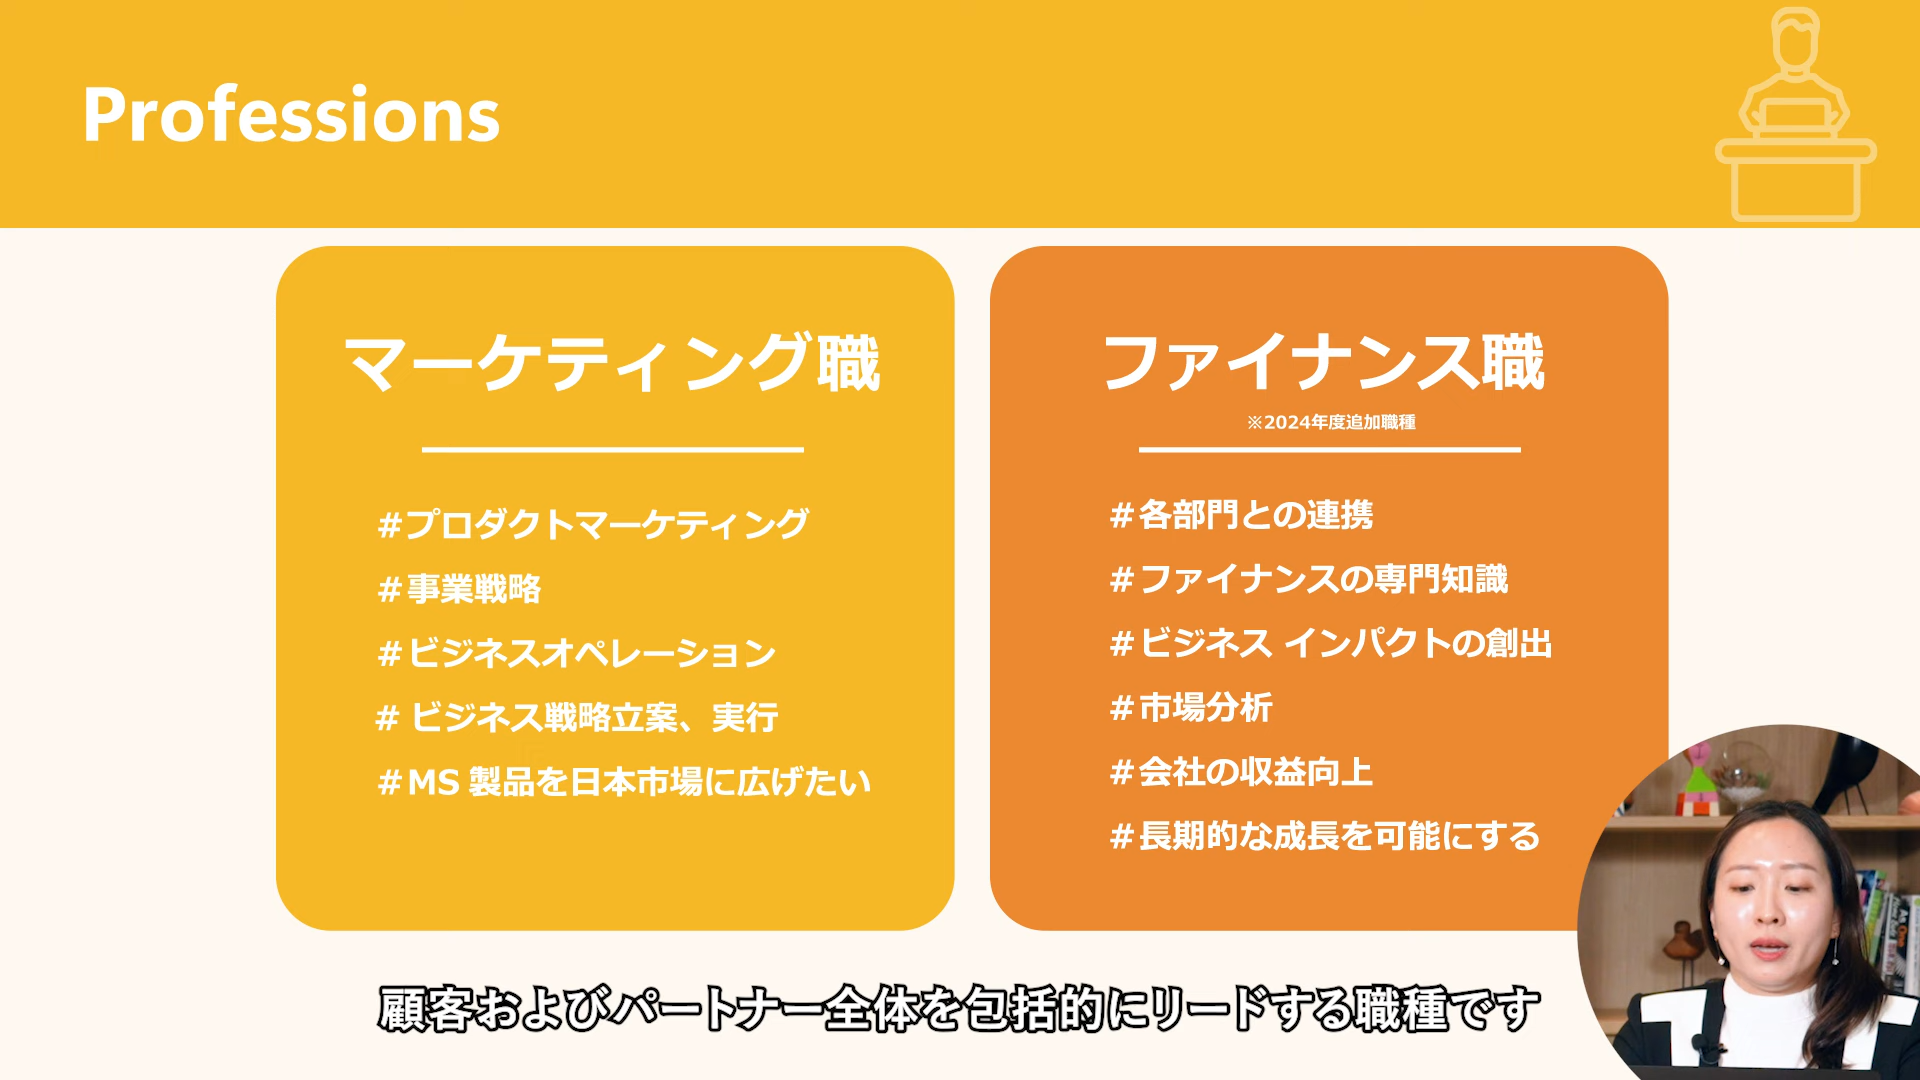 Professions
マーケティング職
#プロダクトマーケティング
#事業戦略
#ビジネスオペレーション
# ビジネス戦略立案、実行
#MS 製品を日本市場に広げたい
ファイナンス職
※2024年度追加職種
#各部門との連携
#ファイナンスの専門知識
#ビジネス インパクトの創出
#市場分析
#会社の収益向上
#長期的な成長を可能にする
顧客およびパートナー全体を包括的にリードする職種です